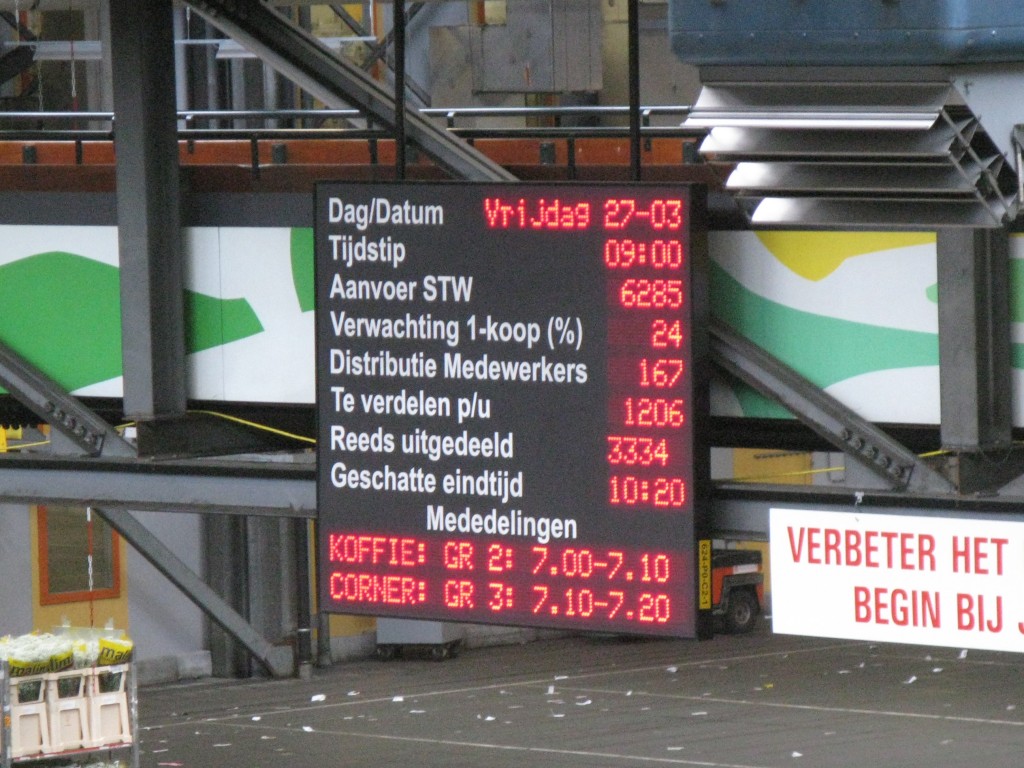 Dag/Datum Vrijdag 27-03
Tijdstip 09:00
Aanvoer STW 6285
Verwachting 1-koop (%) 24
Distributie Medewerkers 167
Te verdelen p/u 1206
Reeds uitgedeeld 3334
Geschatte eindtijd 10:20
Mededelingen
KOFFIE: GR 2: 7.00-7.10
CORNER: GR 3: 7.10-7.20
VERBETER HET
BEGIN BIJ